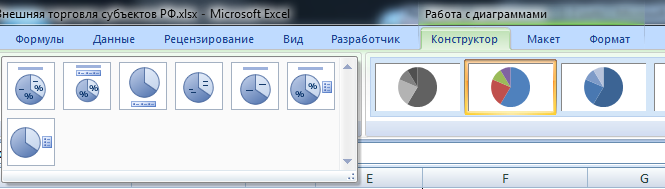 Внешняя торговля субъектов РФ.xlsx - Microsoft Excel Работа с диаграммами
Формулы Данные Рецензирование Вид Разработчик Конструктор Макет Формат
% % % % %
E F G